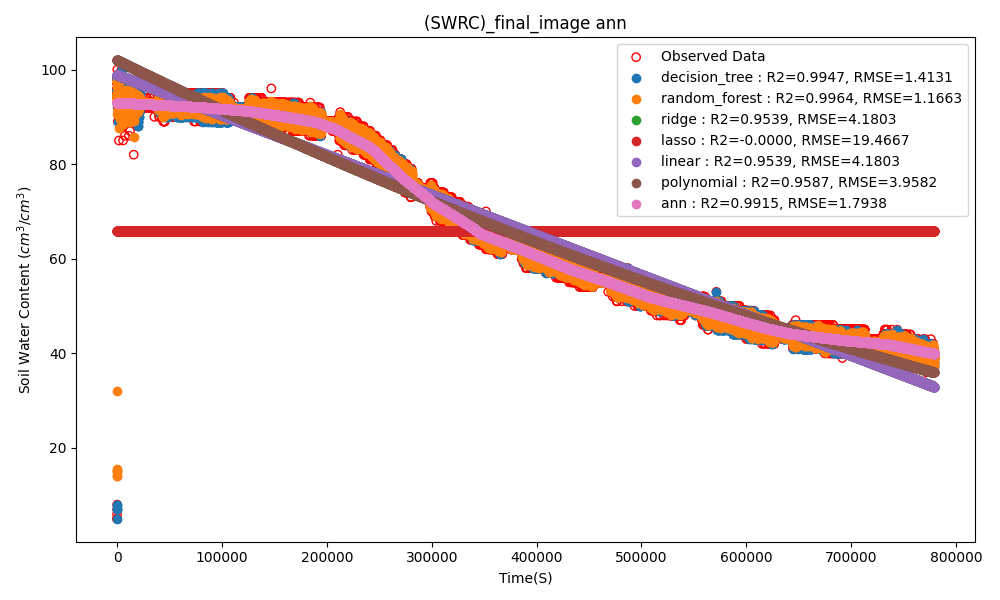 (SWRC)_final_image ann
Observed Data
decision_tree : R2=0.9947, RMSE=1.4131
random_forest : R2=0.9964, RMSE=1.1663
ridge : R2=0.9539, RMSE=4.1803
lasso : R2=-0.0000, RMSE=19.4667
linear : R2=0.9539, RMSE=4.1803
polynomial : R2=0.9587, RMSE=3.9582
ann : R2=0.9915, RMSE=1.7938
Soil Water Content (cm³/cm³)
100
80
60
40
20
0 100000 200000 300000 400000 500000 600000 700000 800000
Time(S)